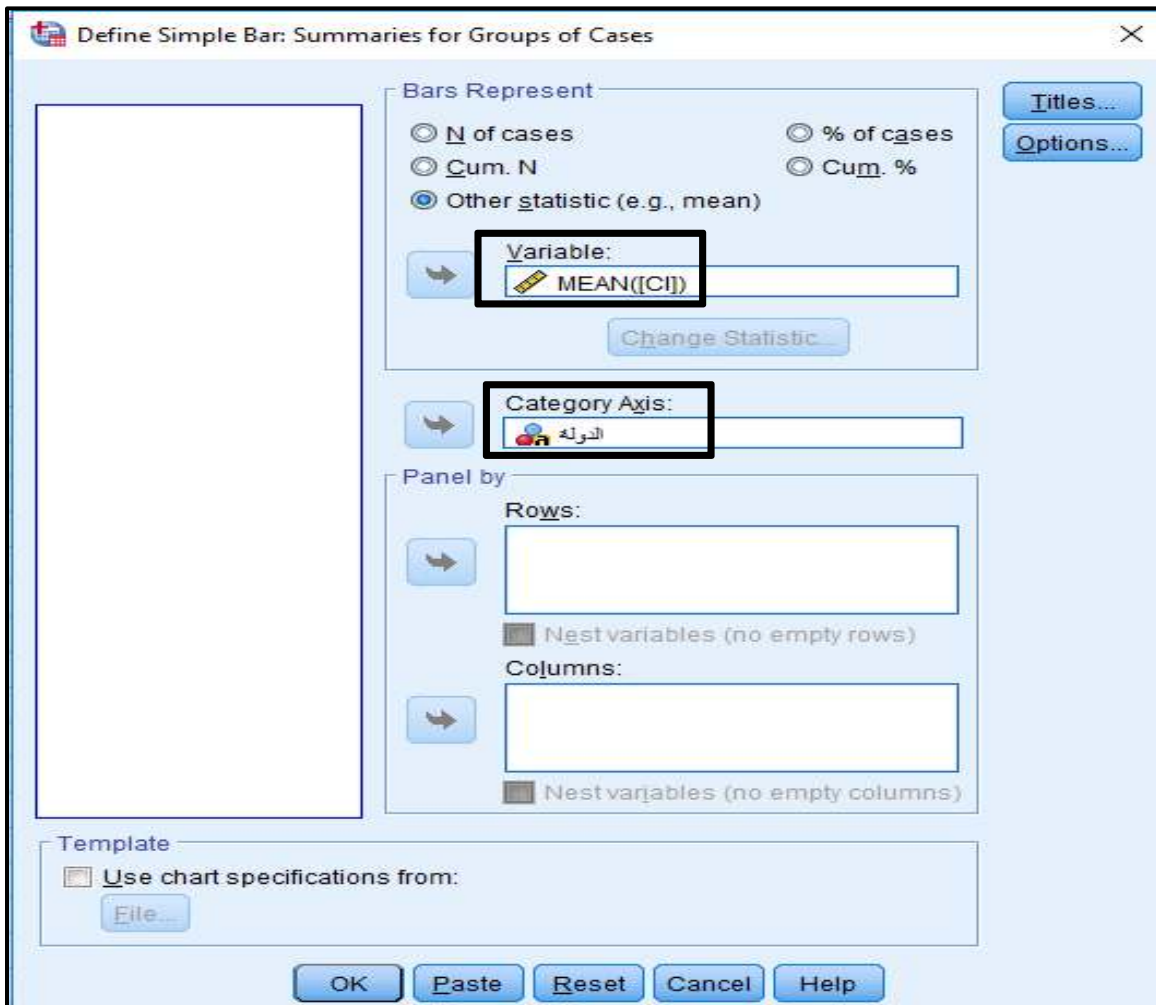 Define Simple Bar: Summaries for Groups of Cases
Bars Represent
N of cases
% of cases
Cum. N
Cum. %
Other statistic (e.g., mean)
Variable:
MEAN([CI])
Change Statistic...
Category Axis:
الدولة
Panel by
Rows:
Nest variables (no empty rows)
Columns:
Nest variables (no empty columns)
Titles...
Options...
Template
Use chart specifications from:
File...
OK Paste Reset Cancel Help